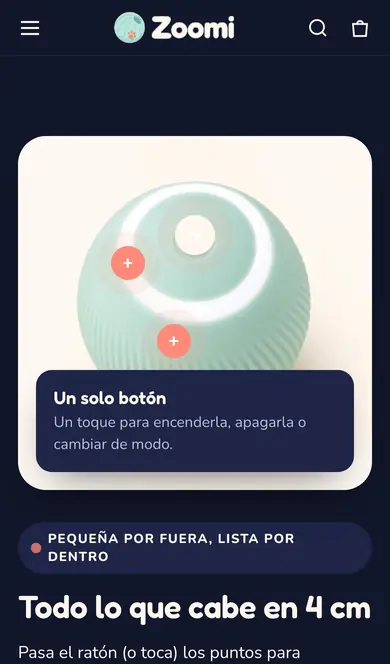 Zoomi
+
+
Un solo botón
Un toque para encenderla, apagarla o
cambiar de modo.
PEQUEÑA POR FUERA, LISTA POR
DENTRO
Todo lo que cabe en 4 cm
Pasa el ratón (o toca) los puntos para